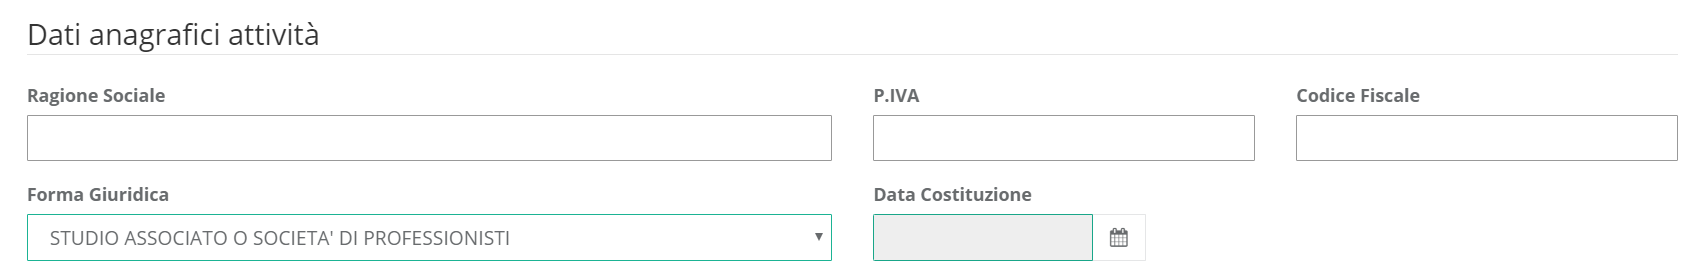 Dati anagrafici attività
Ragione Sociale
P.IVA
Codice Fiscale
Forma Giuridica
Data Costituzione
STUDIO ASSOCIATO O SOCIETA' DI PROFESSIONISTI